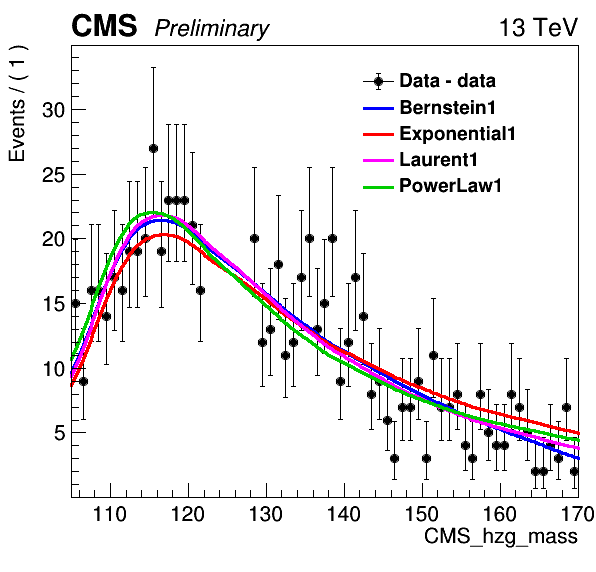 CMS Preliminary 13 TeV
Events / ( 1 )
Data - data
Bernstein1
Exponential1
Laurent1
PowerLaw1
30
25
20
15
10
5
110 120 130 140 150 160 170
CMS_hzg_mass